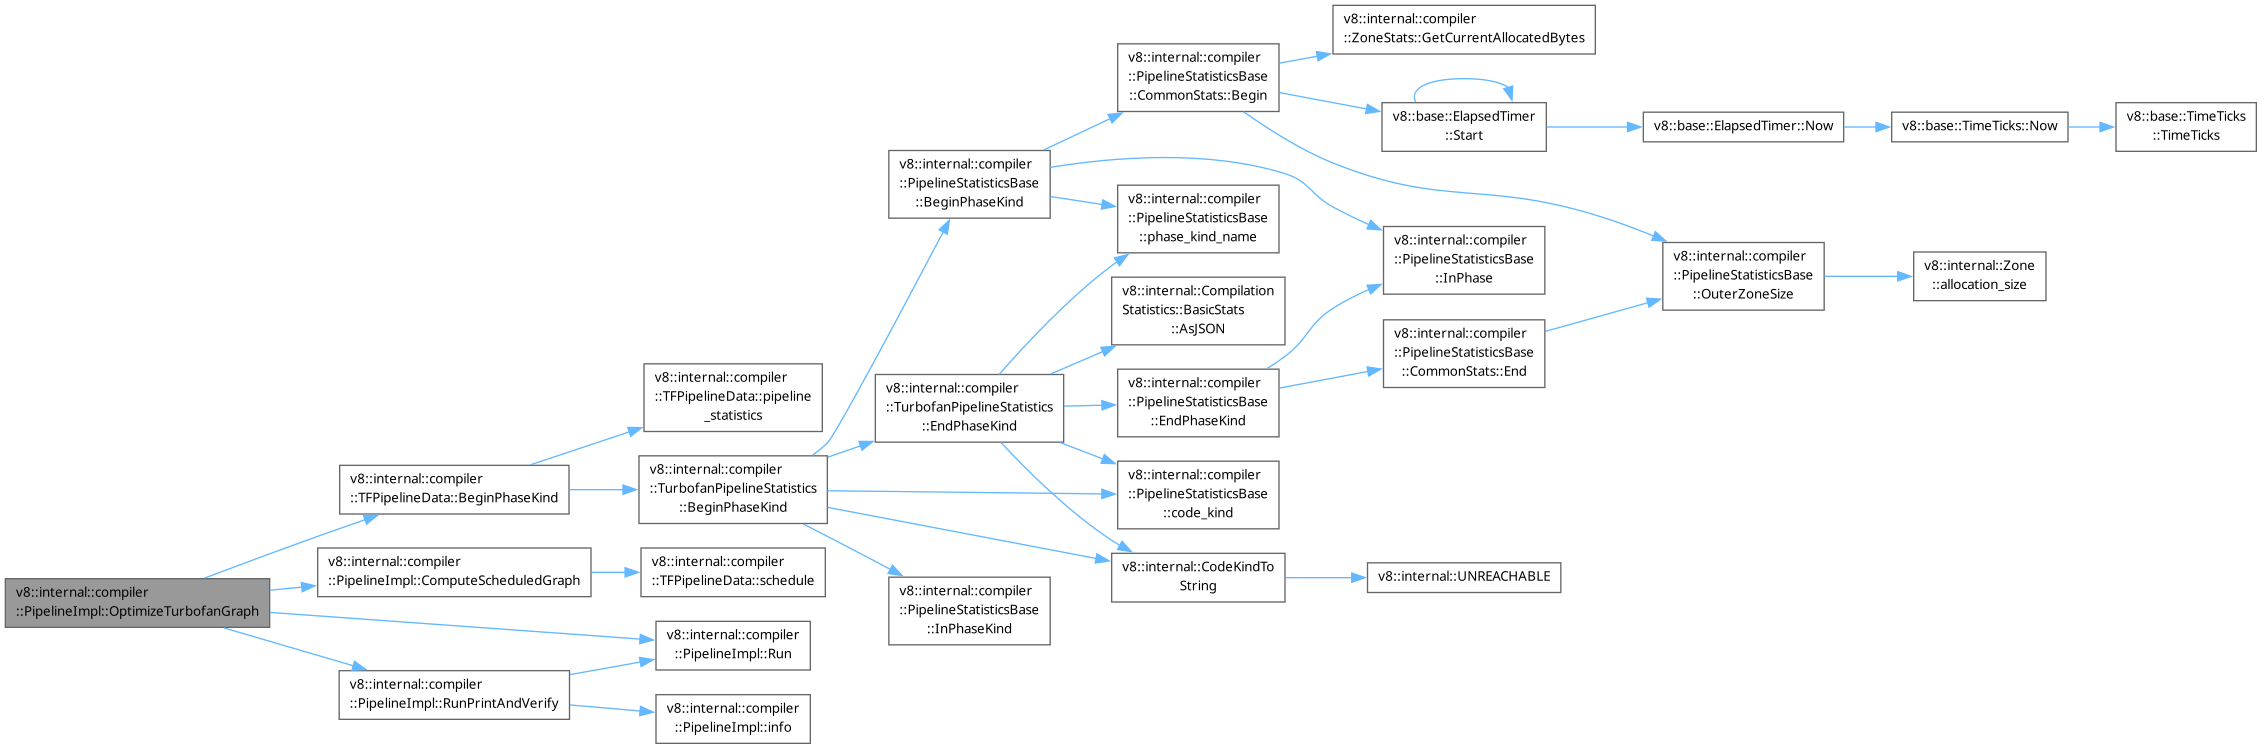 v8::internal::compiler
::PipelineImpl::OptimizeTurbofanGraph
v8::internal::compiler
::TFPipelineData::BeginPhaseKind
v8::internal::compiler
::TFPipelineData::pipeline
_statistics
v8::internal::compiler
::TurbofanPipelineStatistics
::BeginPhaseKind
v8::internal::compiler
::PipelineStatisticsBase
::BeginPhaseKind
v8::internal::compiler
::PipelineStatisticsBase
::CommonStats::Begin
v8::internal::compiler
::ZoneStats::GetCurrentAllocatedBytes
v8::base::ElapsedTimer
::Start
v8::base::ElapsedTimer::Now
v8::base::TimeTicks::Now
v8::base::TimeTicks
::TimeTicks
v8::internal::compiler
::PipelineStatisticsBase
::OuterZoneSize
v8::internal::Zone
::allocation_size
v8::internal::compiler
::PipelineStatisticsBase
::phase_kind_name
v8::internal::compiler
::PipelineStatisticsBase
::InPhase
v8::internal::compiler
::TurbofanPipelineStatistics
::EndPhaseKind
v8::internal::Compilation
Statistics::BasicStats
::AsJSON
v8::internal::compiler
::PipelineStatisticsBase
::EndPhaseKind
v8::internal::compiler
::PipelineStatisticsBase
::CommonStats::End
v8::internal::compiler
::PipelineStatisticsBase
::code_kind
v8::internal::CodeKindTo
String
v8::internal::UNREACHABLE
v8::internal::compiler
::PipelineStatisticsBase
::InPhaseKind
v8::internal::compiler
::PipelineImpl::ComputeScheduledGraph
v8::internal::compiler
::TFPipelineData::schedule
v8::internal::compiler
::PipelineImpl::Run
v8::internal::compiler
::PipelineImpl::RunPrintAndVerify
v8::internal::compiler
::PipelineImpl::info